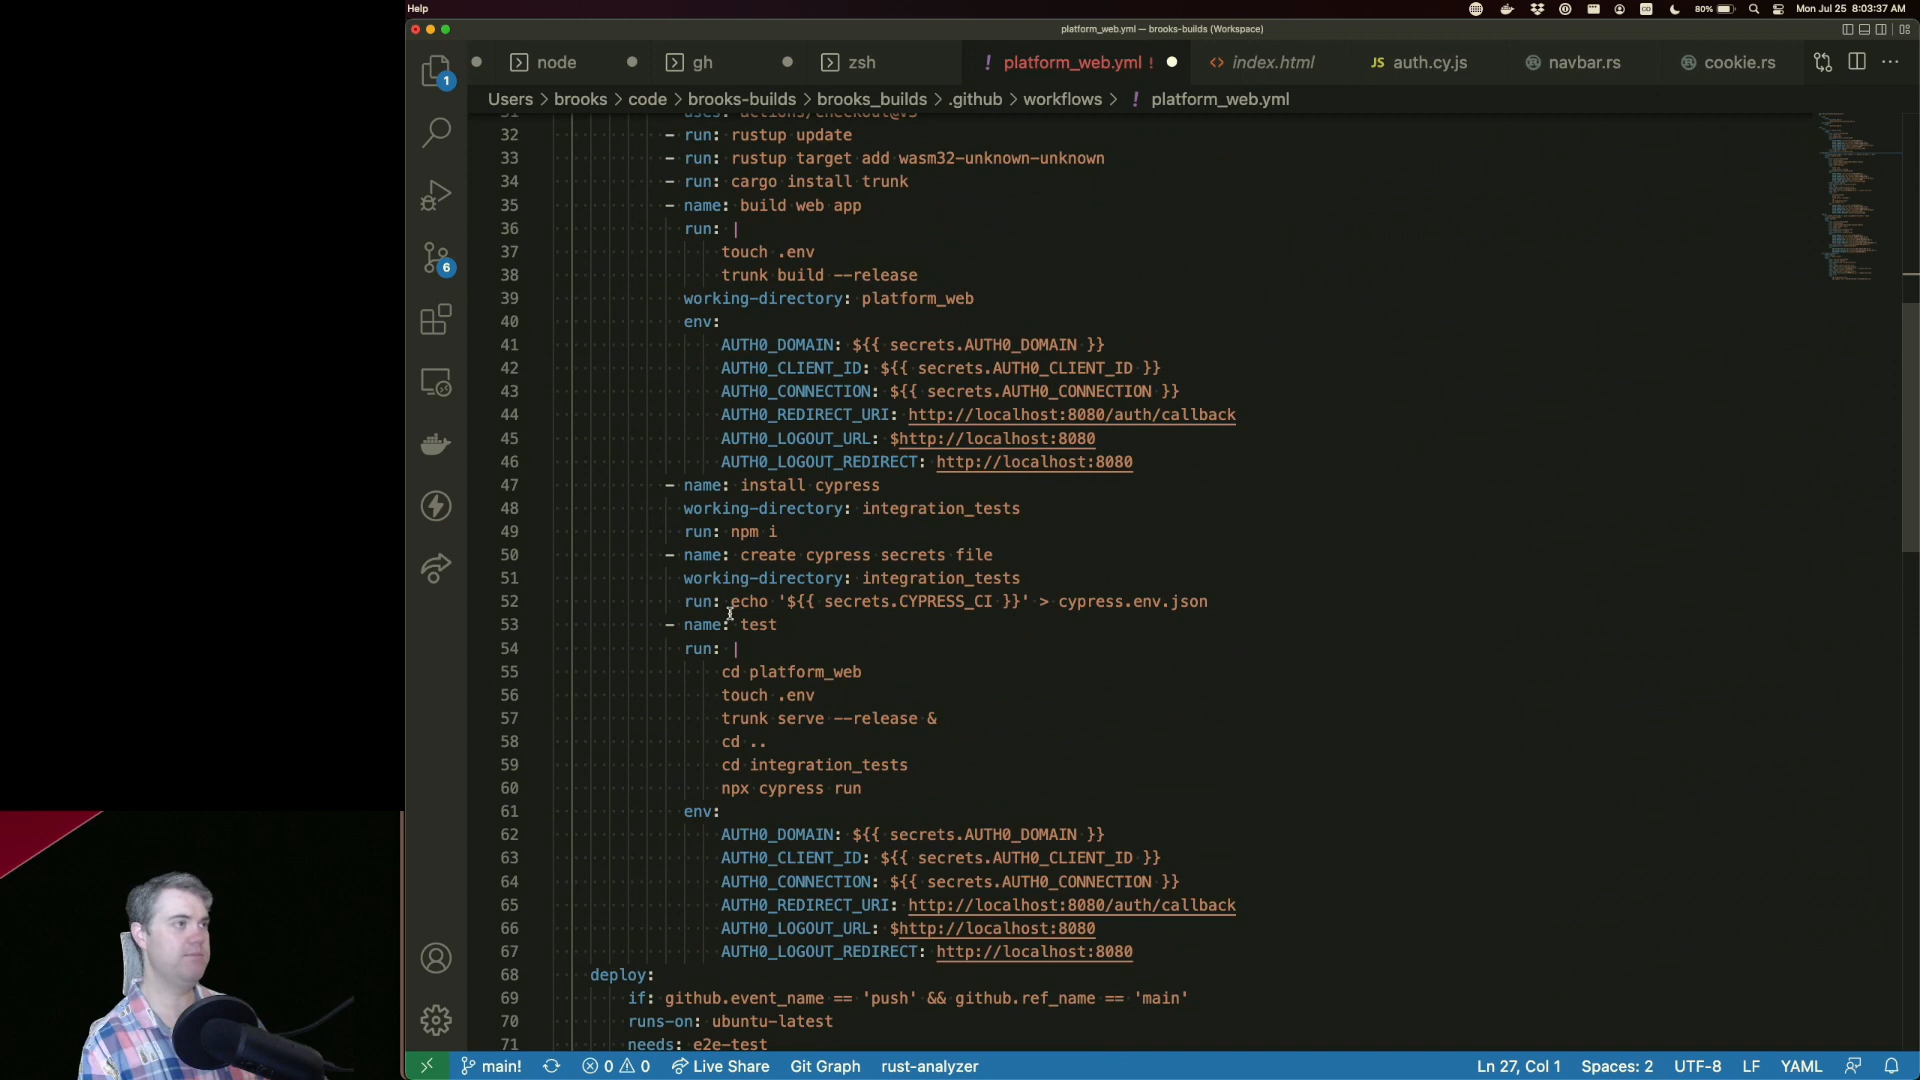 Help
80%
Mon Jul 25 8:03:37 AM
platform_web.yml — brooks-builds (Workspace)
node
gh
zsh
! platform_web.yml !
<> index.html
JS auth.cy.js
navbar.rs
cookie.rs
Users > brooks > code > brooks-builds > brooks_builds > .github > workflows > ! platform_web.yml
1
6
31 uses: actions/checkout@v3
32 - run: rustup update
33 - run: rustup target add wasm32-unknown-unknown
34 - run: cargo install trunk
35 - name: build web app
36 run: |
37 touch .env
38 trunk build --release
39 working-directory: platform_web
40 env:
41 AUTH0_DOMAIN: ${{ secrets.AUTH0_DOMAIN }}
42 AUTH0_CLIENT_ID: ${{ secrets.AUTH0_CLIENT_ID }}
43 AUTH0_CONNECTION: ${{ secrets.AUTH0_CONNECTION }}
44 AUTH0_REDIRECT_URI: http://localhost:8080/auth/callback
45 AUTH0_LOGOUT_URL: $http://localhost:8080
46 AUTH0_LOGOUT_REDIRECT: http://localhost:8080
47 - name: install cypress
48 working-directory: integration_tests
49 run: npm i
50 - name: create cypress secrets file
51 working-directory: integration_tests
52 run: echo '${{ secrets.CYPRESS_CI }}' > cypress.env.json
53 - name: test
54 run: |
55 cd platform_web
56 touch .env
57 trunk serve --release &
58 cd ..
59 cd integration_tests
60 npx cypress run
61 env:
62 AUTH0_DOMAIN: ${{ secrets.AUTH0_DOMAIN }}
63 AUTH0_CLIENT_ID: ${{ secrets.AUTH0_CLIENT_ID }}
64 AUTH0_CONNECTION: ${{ secrets.AUTH0_CONNECTION }}
65 AUTH0_REDIRECT_URI: http://localhost:8080/auth/callback
66 AUTH0_LOGOUT_URL: $http://localhost:8080
67 AUTH0_LOGOUT_REDIRECT: http://localhost:8080
68 deploy:
69 if: github.event_name == 'push' && github.ref_name == 'main'
70 runs-on: ubuntu-latest
71 needs: e2e-test
main!
0
0
Live Share
Git Graph
rust-analyzer
Ln 27, Col 1
Spaces: 2
UTF-8
LF
YAML